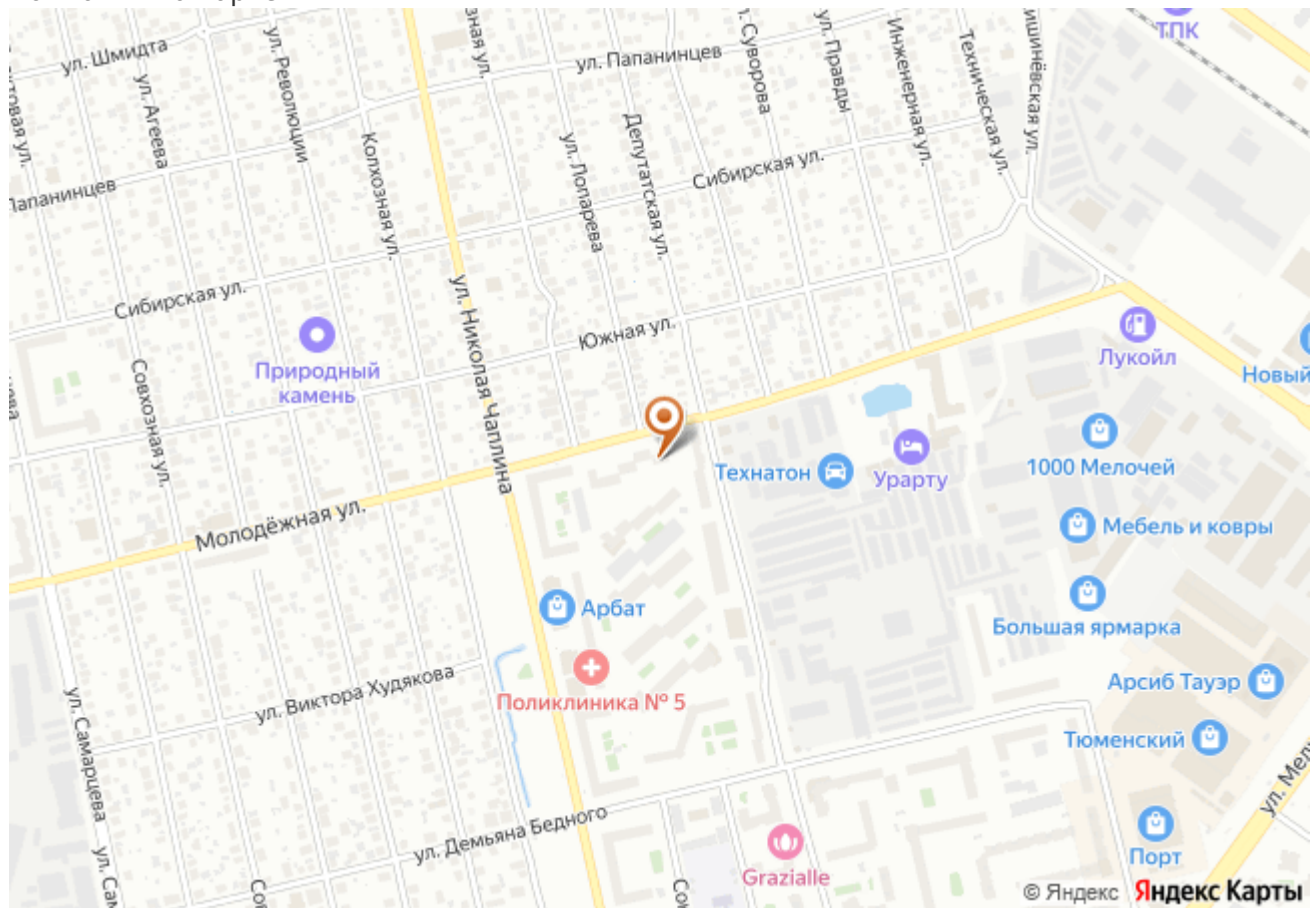 ТПК
ул. Шмидта
ул. Агеева
ул. Революции
Колхозная ул.
ул. Папанинцев
ул. Суворова
ул. Правды
Инженерная ул.
Техническая ул.
Папанинцев
ул. Лопарева
Депутатская ул.
Сибирская ул.
Сибирская ул.
ул. Николая Чаплина
Южная ул.
Природный
камень
Совхозная ул.
Лукойл
Новый
1000 Мелочей
Технатон
Урарту
Мебель и ковры
Молодёжная ул.
Арбат
Большая ярмарка
ул. Виктора Худякова
Поликлиника № 5
Арсиб Тауэр
Тюменский
ул. Самарцева
ул. Демьяна Бедного
Порт
Grazialle
© Яндекс Яндекс Карты